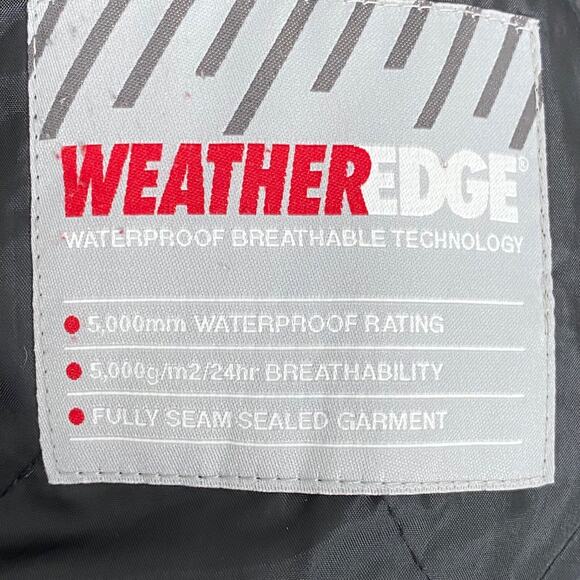 WEATHEREDGE®
WATERPROOF BREATHABLE TECHNOLOGY
5,000mm WATERPROOF RATING
5,000g/m2/24hr BREATHABILITY
FULLY SEAM SEALED GARMENT